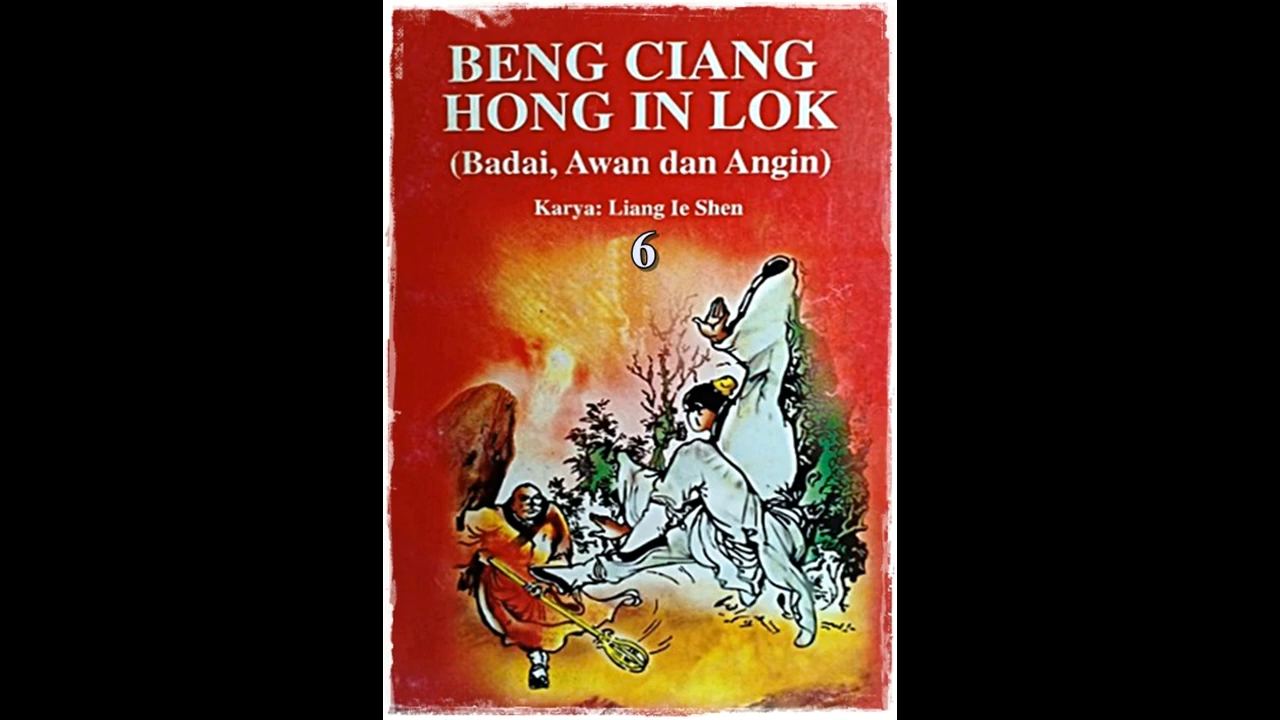 BENG CIANG
HONG IN LOK
(Badai, Awan dan Angin)
Karya: Liang Ie Shen
6